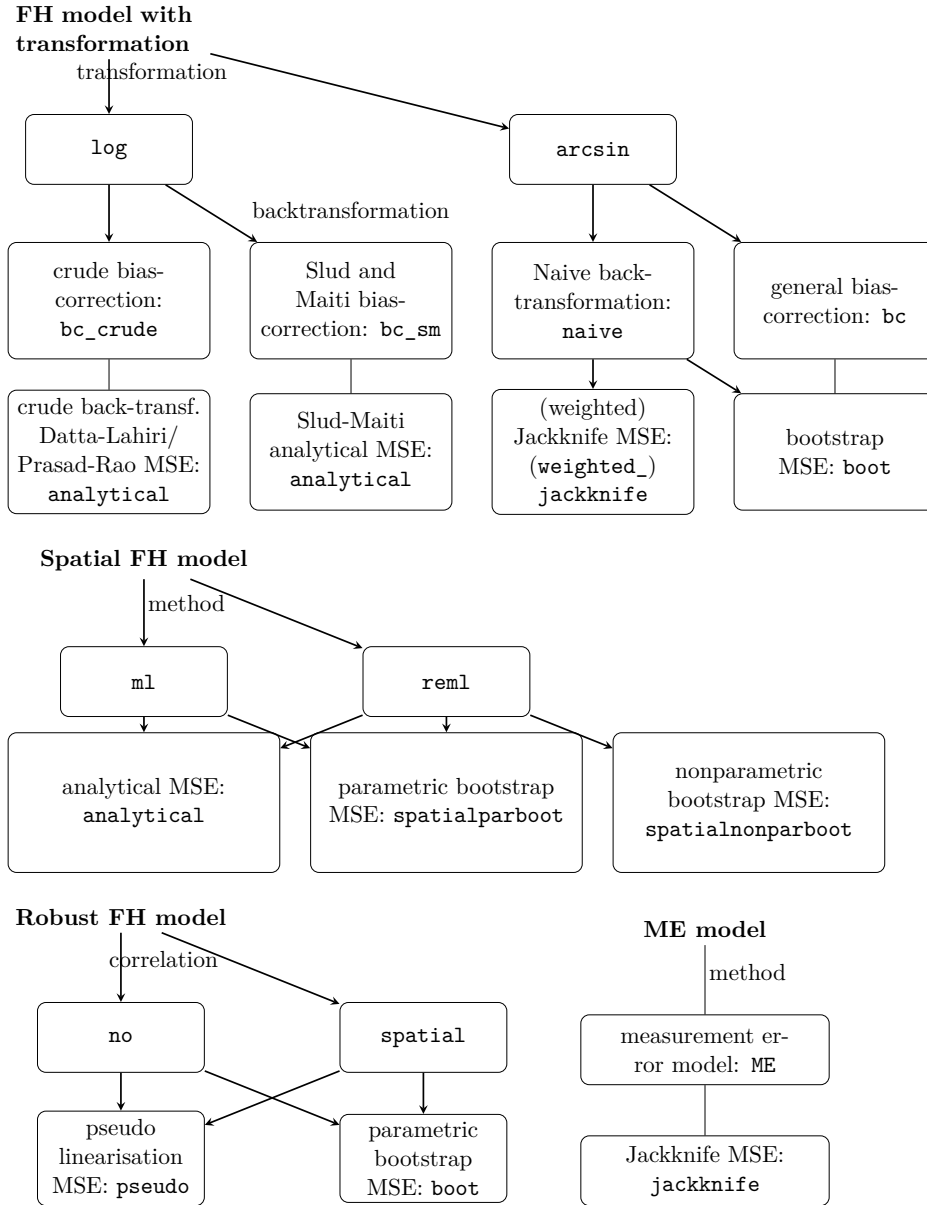 FH model with
transformation
transformation
log
arcsin
backtransformation
crude bias-
correction:
bc_crude
Slud and
Maiti bias-
correction: bc_sm
Naive back-
transformation:
naive
general bias-
correction: bc
crude back-transf.
Datta-Lahiri/
Prasad-Rao MSE:
analytical
Slud-Maiti
analytical MSE:
analytical
(weighted)
Jackknife MSE:
(weighted_)
jackknife
bootstrap
MSE: boot
Spatial FH model
method
ml
reml
analytical MSE:
analytical
parametric bootstrap
MSE: spatialparboot
nonparametric
bootstrap MSE:
spatialnonparboot
Robust FH model
correlation
no
spatial
pseudo
linearisation
MSE: pseudo
parametric
bootstrap
MSE: boot
ME model
method
measurement er-
ror model: ME
Jackknife MSE:
jackknife